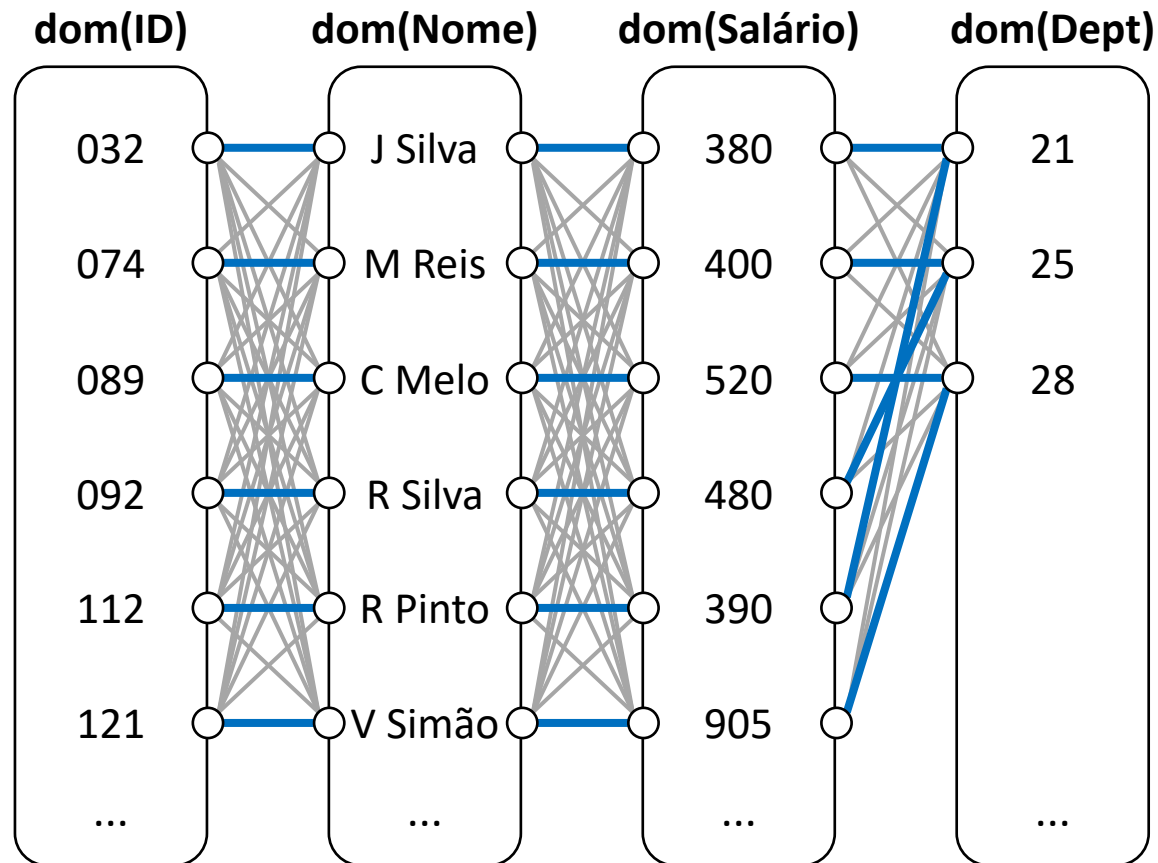 dom(ID) dom(Nome) dom(Salário) dom(Dept)
032 J Silva 380 21
074 M Reis 400 25
089 C Melo 520 28
092 R Silva 480
112 R Pinto 390
121 V Simão 905
... ... ... ...